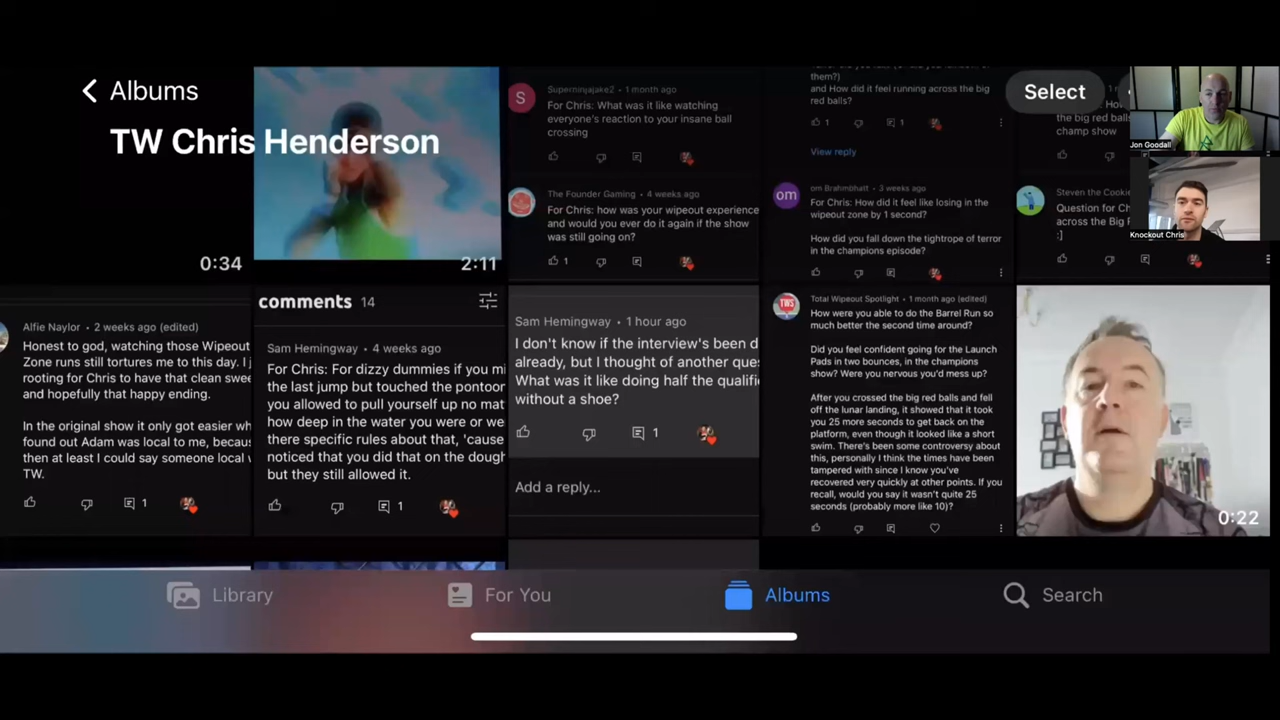 Albums
TW Chris Henderson
Select
0:34
2:11
S
Superninjajake2 • 1 month ago
For Chris: What was it like watching
everyone's reaction to your insane ball
crossing
The Founder Gaming • 4 weeks ago
For Chris: how was your wipeout experience
and would you ever do it again if the show
was still going on?
1
them?)
and How did it feel running across the big
red balls?
1
1
View reply
om
om Brahmbhatt • 3 weeks ago
For Chris: How did it feel like losing in the
wipeout zone by 1 second?
How did you fall down the tightrope of terror
in the champions episode?
the big red balls
champ show
Steven the Cookie
Question for Ch
across the Big
:]
Jon Goodall
Knockout Chris
Alfie Naylor • 2 weeks ago (edited)
Honest to god, watching those Wipeout
Zone runs still tortures me to this day. I j
rooting for Chris to have that clean swee
and hopefully that happy ending.
In the original show it only got easier wh
found out Adam was local to me, becaus
then at least I could say someone local w
TW.
1
comments 14
Sam Hemingway • 4 weeks ago
For Chris: For dizzy dummies if you mi
the last jump but touched the pontoor
you allowed to pull yourself up no mat
how deep in the water you were or we
there specific rules about that, 'cause
noticed that you did that on the dough
but they still allowed it.
1
Sam Hemingway • 1 hour ago
I don't know if the interview's been d
already, but I thought of another ques
What was it like doing half the qualifi
without a shoe?
1
Add a reply...
TWS
Total Wipeout Spotlight • 1 month ago (edited)
How were you able to do the Barrel Run so
much better the second time around?
Did you feel confident going for the Launch
Pads in two bounces, in the champions
show? Were you nervous you'd mess up?
After you crossed the big red balls and fell
off the lunar landing, it showed that it took
you 25 more seconds to get back on the
platform, even though it looked like a short
swim. There's been some controversy about
this, personally I think the times have been
tampered with since I know you've
recovered very quickly at other points. If you
recall, would you say it wasn't quite 25
seconds (probably more like 10)?
0:22
Library
For You
Albums
Search